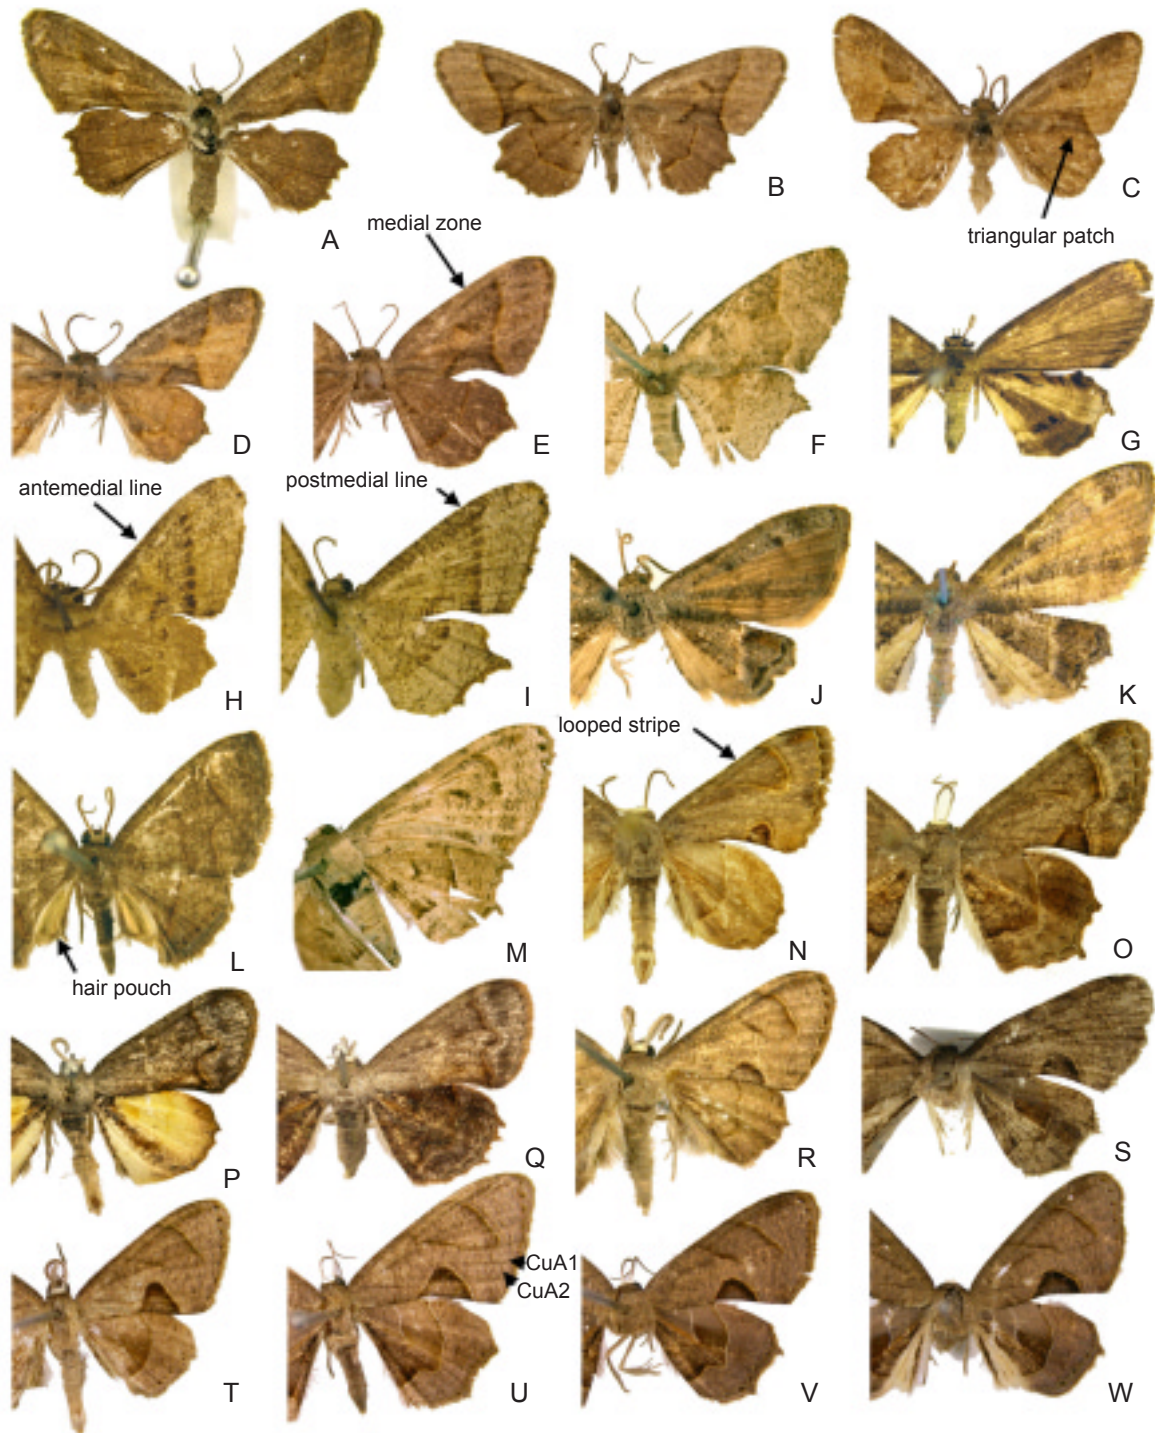 A
B
C
medial zone
triangular patch
D
E
F
G
antemedial line
postmedial line
H
I
J
K
looped stripe
L
M
N
O
hair pouch
P
Q
R
S
CuA1
CuA2
T
U
V
W